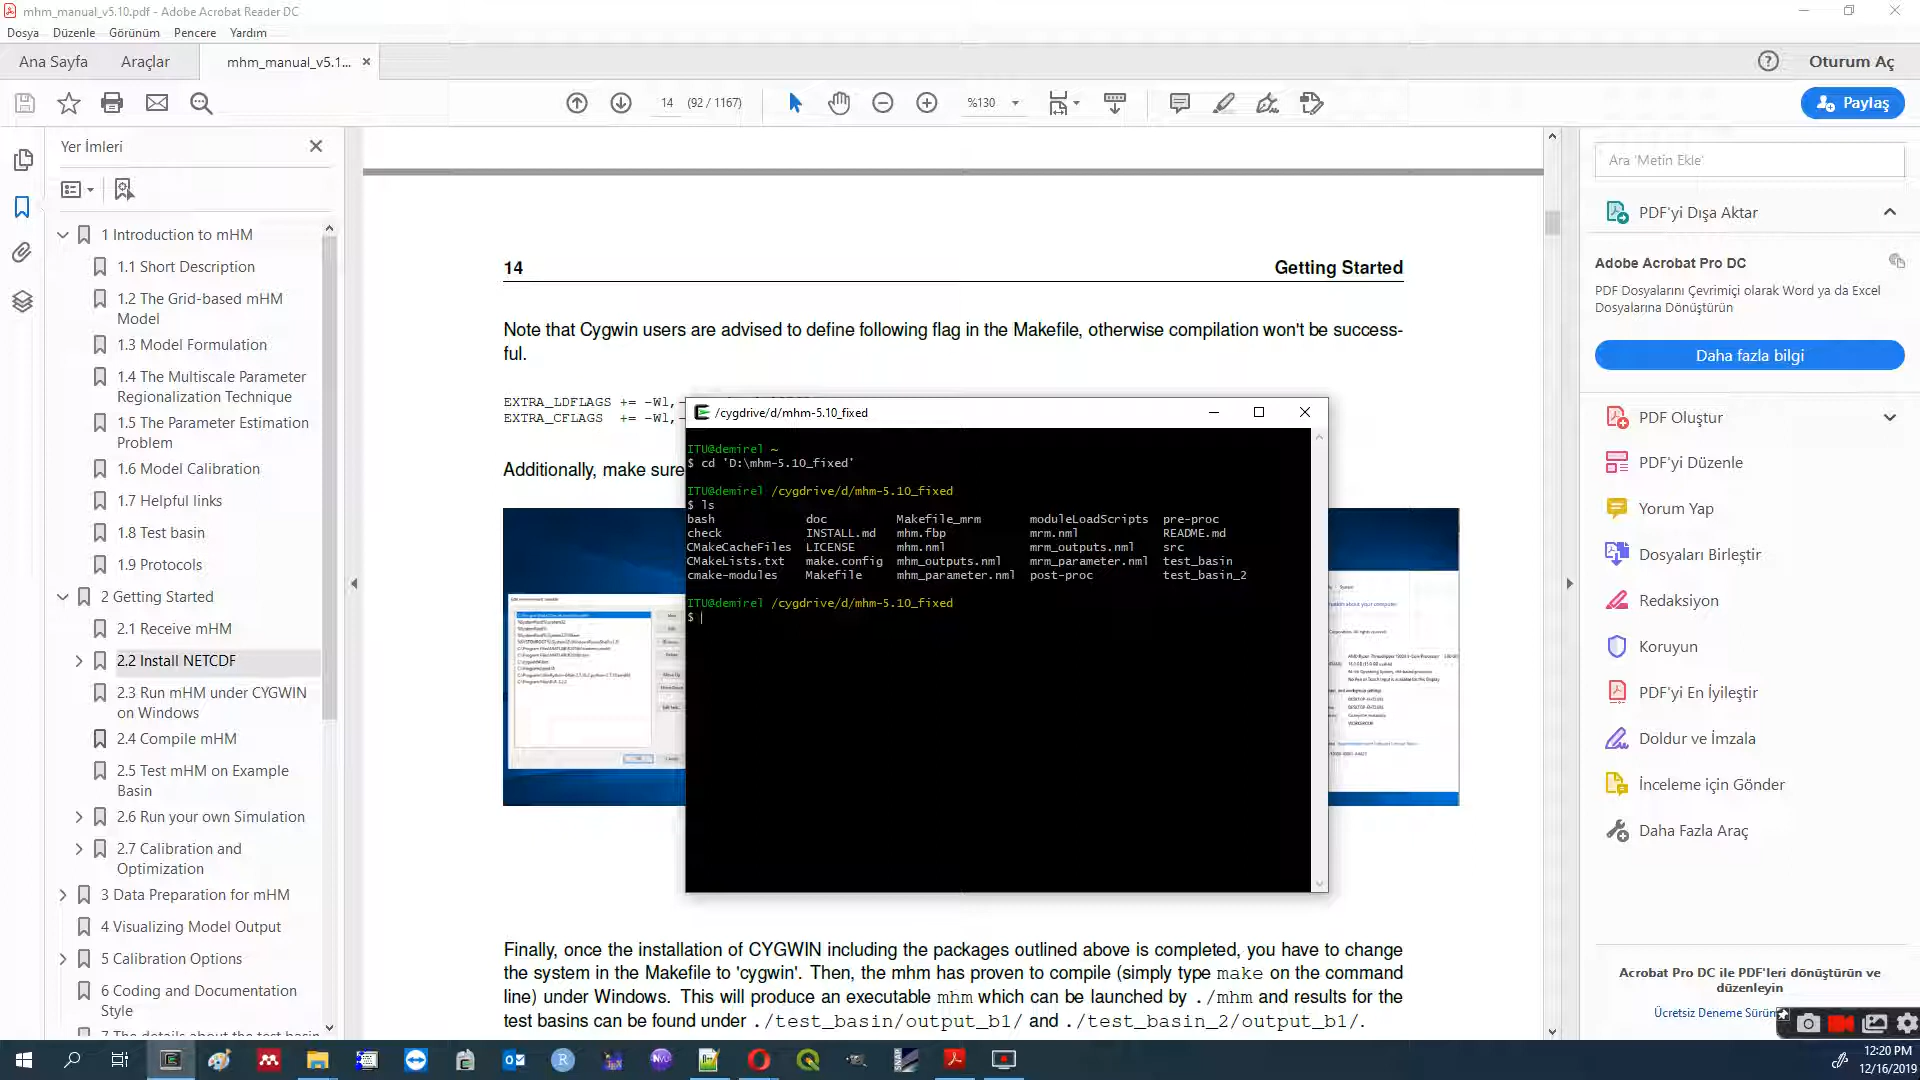 mhm_manual_v5.10.pdf - Adobe Acrobat Reader DC
Dosya Düzenle Görünüm Pencere Yardım
Ana Sayfa Araçlar mhm_manual_v5.1... × Oturum Aç
14 (92 / 1167) %130 Paylaş
Yer İmleri
1 Introduction to mHM
1.1 Short Description
1.2 The Grid-based mHM
Model
1.3 Model Formulation
1.4 The Multiscale Parameter
Regionalization Technique
1.5 The Parameter Estimation
Problem
1.6 Model Calibration
1.7 Helpful links
1.8 Test basin
1.9 Protocols
2 Getting Started
2.1 Receive mHM
2.2 Install NETCDF
2.3 Run mHM under CYGWIN
on Windows
2.4 Compile mHM
2.5 Test mHM on Example
Basin
2.6 Run your own Simulation
2.7 Calibration and
Optimization
3 Data Preparation for mHM
4 Visualizing Model Output
5 Calibration Options
6 Coding and Documentation
Style
7 The details about the test basin
14 Getting Started
Note that Cygwin users are advised to define following flag in the Makefile, otherwise compilation won't be success-
ful.
EXTRA_LDFLAGS += -Wl,-
EXTRA_CFLAGS += -Wl,-
Additionally, make sure
/cygdrive/d/mhm-5.10_fixed
ITU@demirel ~
$ cd 'D:\mhm-5.10_fixed'
ITU@demirel /cygdrive/d/mhm-5.10_fixed
$ ls
bash doc Makefile_mrm moduleLoadScripts pre-proc
check INSTALL.md mhm.fbp mrm.nml README.md
CMakeCacheFiles LICENSE mhm.nml mrm_outputs.nml src
CMakeLists.txt make.config mhm_outputs.nml mrm_parameter.nml test_basin
cmake-modules Makefile mhm_parameter.nml post-proc test_basin_2
ITU@demirel /cygdrive/d/mhm-5.10_fixed
$
Finally, once the installation of CYGWIN including the packages outlined above is completed, you have to change
the system in the Makefile to 'cygwin'. Then, the mhm has proven to compile (simply type make on the command
line) under Windows. This will produce an executable mhm which can be launched by ./mhm and results for the
test basins can be found under ./test_basin/output_b1/ and ./test_basin_2/output_b1/.
Ara 'Metin Ekle'
PDF'yi Dışa Aktar
Adobe Acrobat Pro DC
PDF Dosyalarını Çevrimiçi olarak Word ya da Excel
Dosyalarına Dönüştürün
Daha fazla bilgi
PDF Oluştur
PDF'yi Düzenle
Yorum Yap
Dosyaları Birleştir
Redaksiyon
Koruyun
PDF'yi En İyileştir
Doldur ve İmzala
İnceleme için Gönder
Daha Fazla Araç
Acrobat Pro DC ile PDF'leri dönüştürün ve
düzenleyin
Ücretsiz Deneme Sürün
12:20 PM
12/16/2019